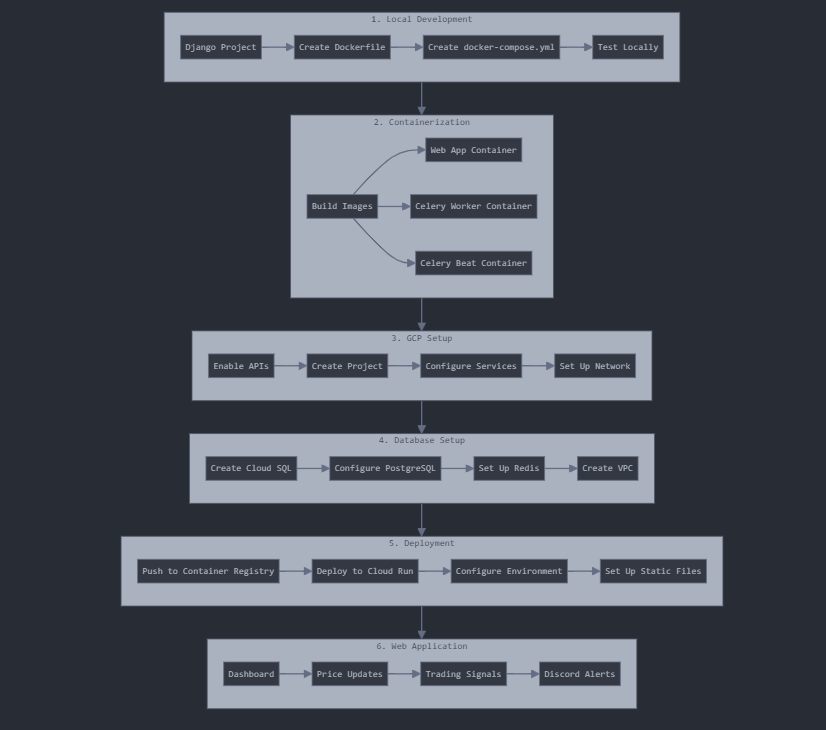 1. Local Development
Django Project
Create Dockerfile
Create docker-compose.yml
Test Locally
2. Containerization
Web App Container
Build Images
Celery Worker Container
Celery Beat Container
3. GCP Setup
Enable APIs
Create Project
Configure Services
Set Up Network
4. Database Setup
Create Cloud SQL
Configure PostgreSQL
Set Up Redis
Create VPC
5. Deployment
Push to Container Registry
Deploy to Cloud Run
Configure Environment
Set Up Static Files
6. Web Application
Dashboard
Price Updates
Trading Signals
Discord Alerts